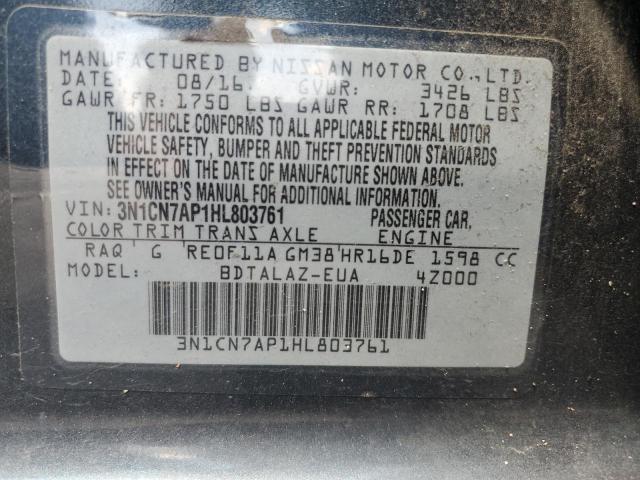 MANUFACTURED BY NISSAN MOTOR CO.,LTD.
DATE: 08/16. GVWR: 3426 LBS
GAWR FR: 1750 LBS GAWR RR: 1708 LBS
THIS VEHICLE CONFORMS TO ALL APPLICABLE FEDERAL MOTOR
VEHICLE SAFETY, BUMPER AND THEFT PREVENTION STANDARDS
IN EFFECT ON THE DATE OF MANUFACTURE SHOWN ABOVE.
SEE OWNER'S MANUAL FOR ADDITIONAL INFORMATION.
VIN: 3N1CN7AP1HL803761 PASSENGER CAR,
COLOR TRIM TRANS AXLE ENGINE
RAQ G RE0F11A GM38 HR16DE 1598 CC
MODEL: BDTALAZ-EUA 4Z000
3N1CN7AP1HL803761